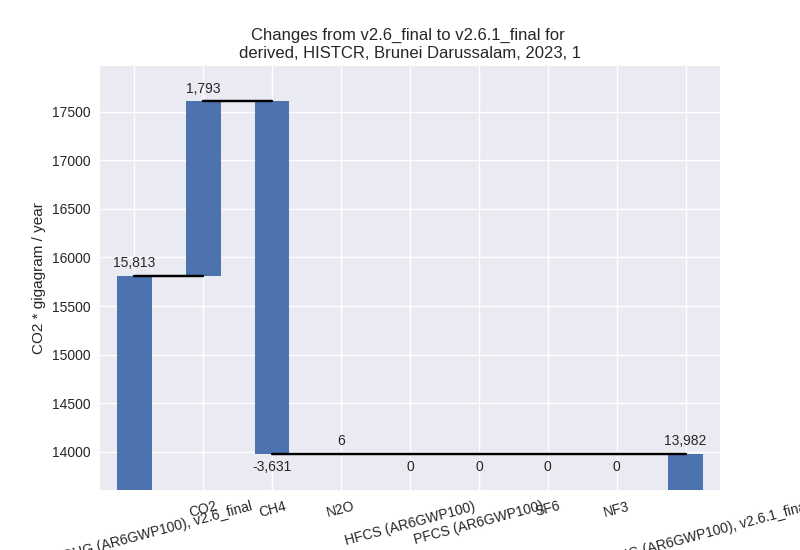 Changes from v2.6_final to v2.6.1_final for
derived, HISTCR, Brunei Darussalam, 2023, 1
CO2 * gigagram / year
17500
17000
16500
16000
15500
15000
14500
14000
15,813
1,793
-3,631
6
0
0
0
0
13,982
(AR6GWP100), v2.6_final
CO2
CH4
N2O
HFCS (AR6GWP100)
PFCS (AR6GWP100)
SF6
NF3
(AR6GWP100), v2.6.1_fina